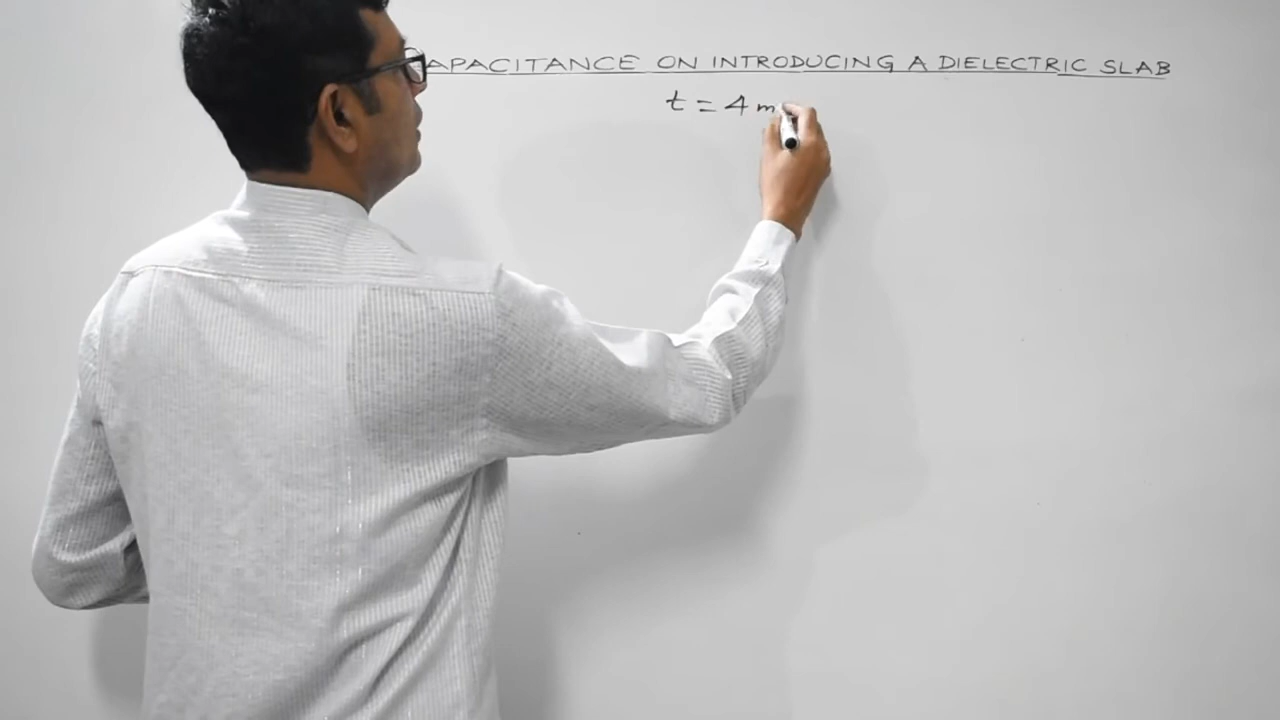 APACITANCE ON INTRODUCING A DIELECTRIC SLAB
t = 4 m